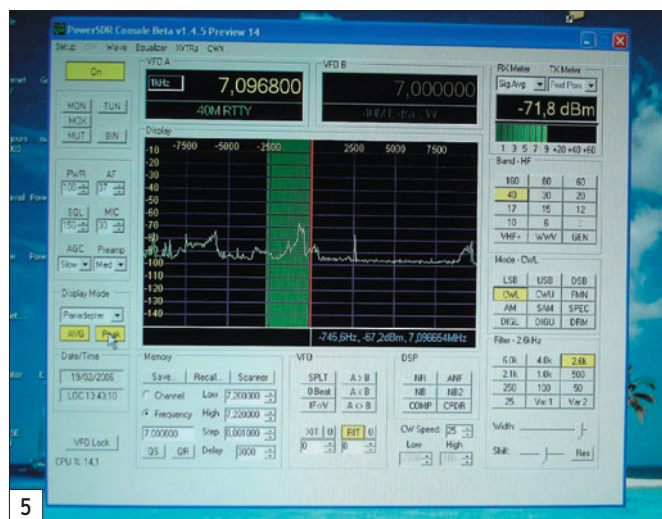 PowerSDR Console Beta v1.4.5 Preview 14
Setup Wave Equalizer XVTRs CWX
On
MON TUN
MOX
MUT BIN
PWR AF
100 37
SQL MIC
150 30
AGC Preamp
Slow Med
Display Mode
Panadapter
AVG Peak
Date/Time
19/02/2006
LOC 13:43:10
VFO Lock
CPU %: 14,1
VFO A
1kHz 7,096800
40M RTTY
VFO B
7,000000
40M Extra CW
RX Meter TX Meter
Sig Avg Fwd Pow
-71,8 dBm
1 3 5 7 9 +20 +40 +60
Display
-7500 -5000 -2500 2500 5000 7500
-10
-20
-30
-40
-50
-60
-70
-80
-90
-100
-110
-120
-130
-140
-745,6Hz, -67,2dBm, 7,096654MHz
Band - HF
160 80 60
40 30 20
17 15 12
10 6 2
VHF+ WWV GEN
Mode - CWL
LSB USB DSB
CWL CWU FMN
AM SAM SPEC
DIGL DIGU DRM
Filter - 2.6kHz
6.0k 4.0k 2.6k
2.1k 1.0k 500
250 100 50
25 Var 1 Var 2
Width:
Shift: Res
Memory
Save... Recall... Scanner
Channel Low 7,200000
Frequency High 7,220000
7.000000 Step 0,001000
QS QR Delay 3000
VFO
SPLT A > B
0 Beat A < B
IF->V A <> B
XIT 0 RIT 0
0 0
DSP
NR ANF
NB NB2
COMP CPDR
CW Speed: 25
Low High
5